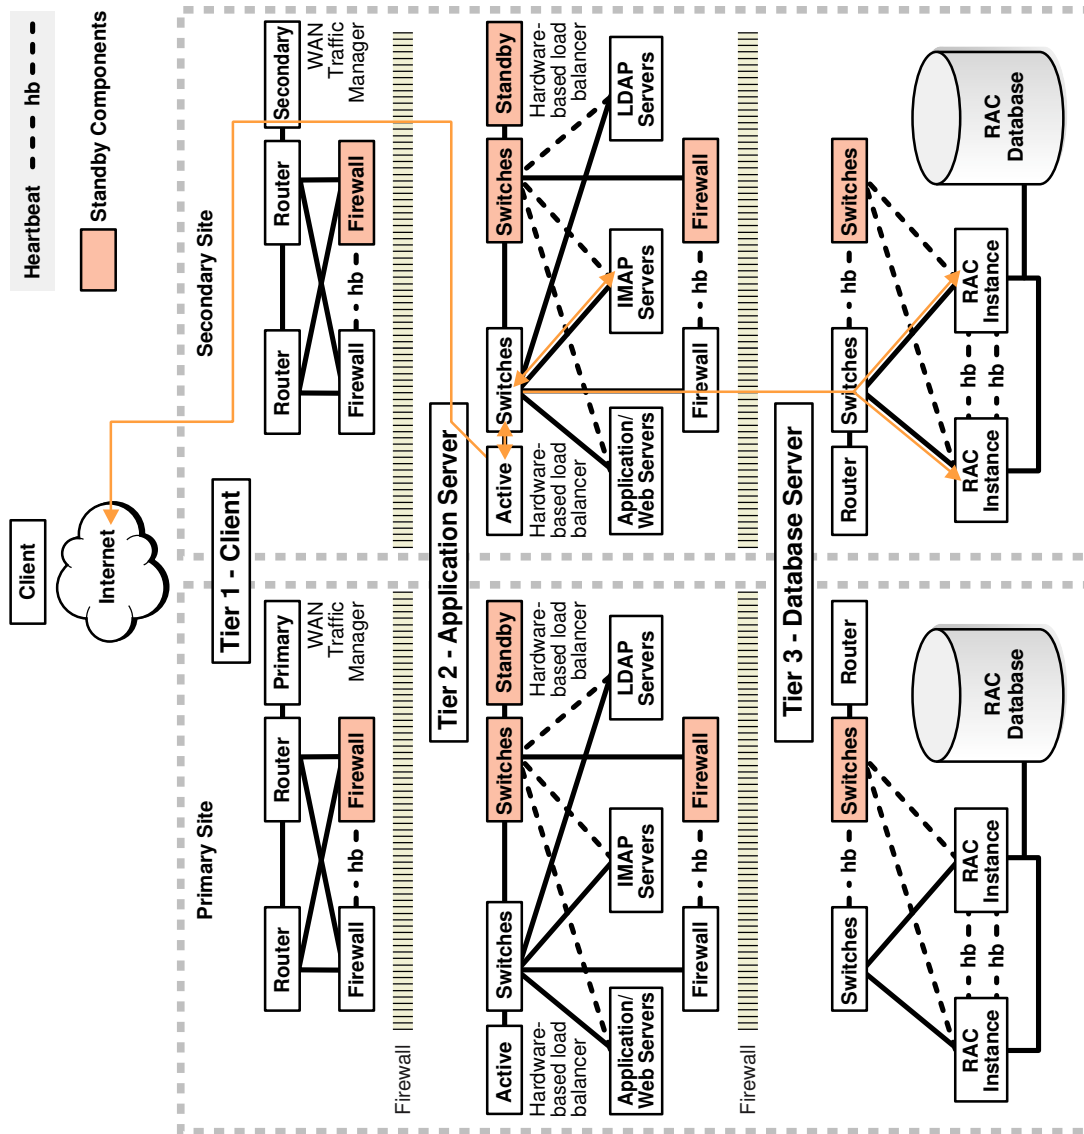 Client
Internet
Heartbeat
hb
Standby Components
Primary Site
Secondary Site
Tier 1 - Client
Router
Router
Primary
WAN
Traffic
Manager
Firewall
hb
Firewall
Router
Router
Secondary
WAN
Traffic
Manager
Firewall
hb
Firewall
Firewall
Tier 2 - Application Server
Active
Switches
Switches
Standby
Hardware-
based load
balancer
Hardware-
based load
balancer
Application/
Web Servers
IMAP
Servers
LDAP
Servers
Firewall
hb
Firewall
Active
Switches
Switches
Standby
Hardware-
based load
balancer
Hardware-
based load
balancer
Application/
Web Servers
IMAP
Servers
LDAP
Servers
Firewall
hb
Firewall
Firewall
Tier 3 - Database Server
Switches
hb
Switches
Router
RAC
Instance
hb
hb
RAC
Instance
RAC
Database
Router
Switches
hb
Switches
RAC
Instance
hb
hb
RAC
Instance
RAC
Database